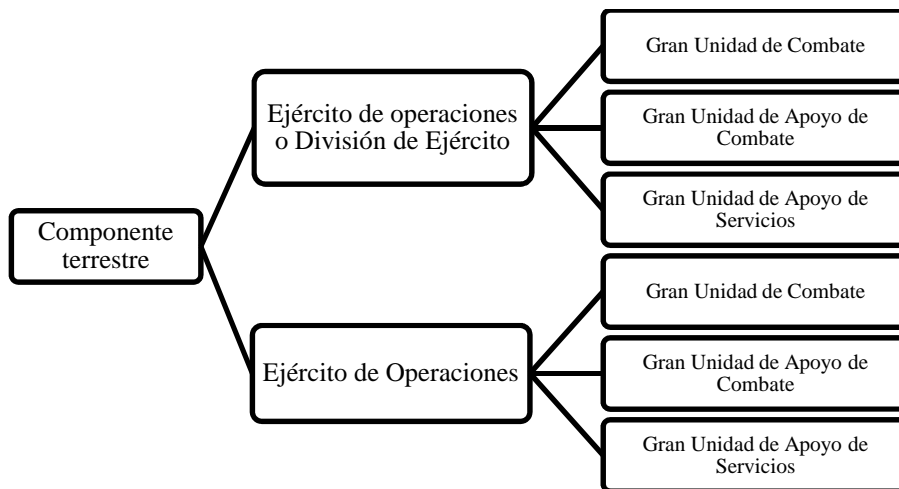 Componente
terrestre
Ejército de operaciones
o División de Ejército
Gran Unidad de Combate
Gran Unidad de Apoyo de
Combate
Gran Unidad de Apoyo de
Servicios
Ejército de Operaciones
Gran Unidad de Combate
Gran Unidad de Apoyo de
Combate
Gran Unidad de Apoyo de
Servicios